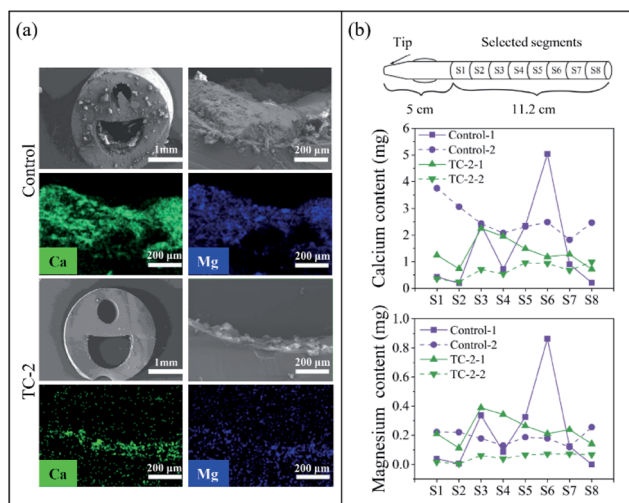 (a)
Control
1mm
200 μm
Ca
200 μm
Mg
200 μm
TC-2
1mm
200 μm
Ca
200 μm
Mg
200 μm
(b)
Tip
Selected segments
S1 S2 S3 S4 S5 S6 S7 S8
5 cm
11.2 cm
Calcium content (mg)
6
5
4
3
2
1
0
Control-1
Control-2
TC-2-1
TC-2-2
S1 S2 S3 S4 S5 S6 S7 S8
Magnesium content (mg)
1.0
0.8
0.6
0.4
0.2
0.0
Control-1
Control-2
TC-2-1
TC-2-2
S1 S2 S3 S4 S5 S6 S7 S8